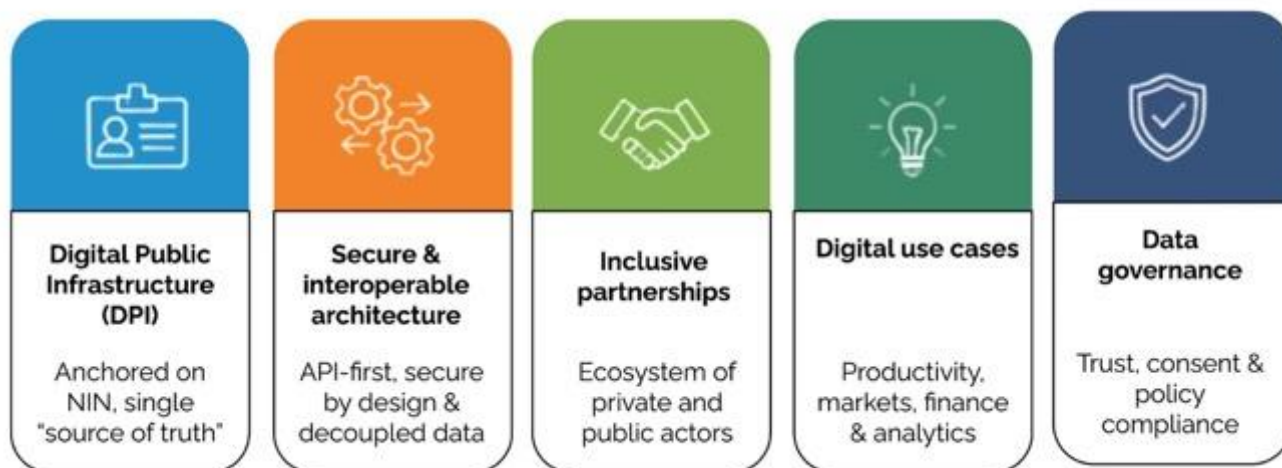 Digital Public
Infrastructure
(DPI)
Anchored on
NIN, single
"source of truth"
Secure &
interoperable
architecture
API-first, secure
by design &
decoupled data
Inclusive
partnerships
Ecosystem of
private and
public actors
Digital use cases
Productivity,
markets, finance
& analytics
Data
governance
Trust, consent &
policy
compliance